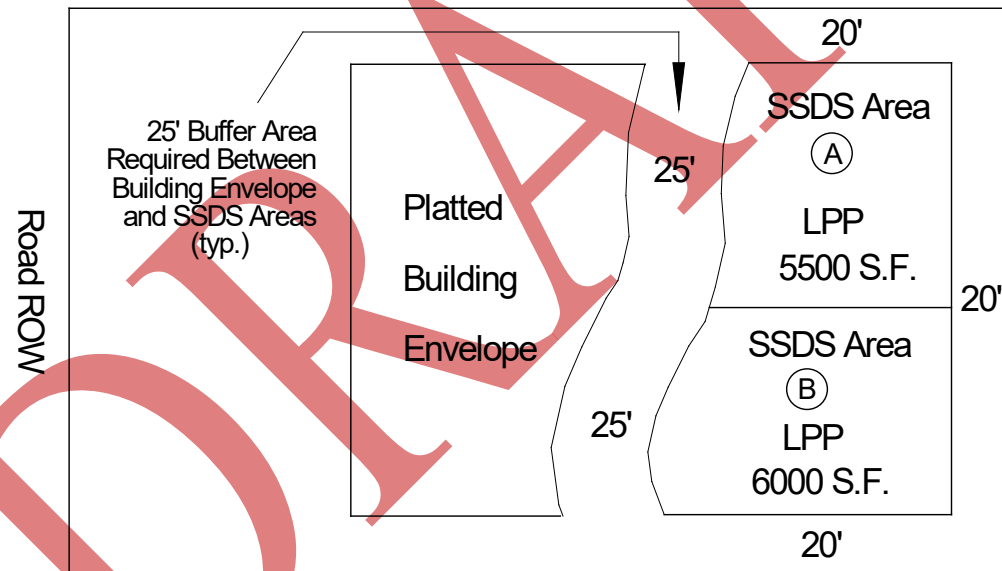 20'
25' Buffer Area
Required Between
Building Envelope
and SSDS Areas
(typ.)
Road ROW
Platted
Building
Envelope
25'
25'
SSDS Area
A
LPP
5500 S.F.
20'
SSDS Area
B
LPP
6000 S.F.
20'
DRAF